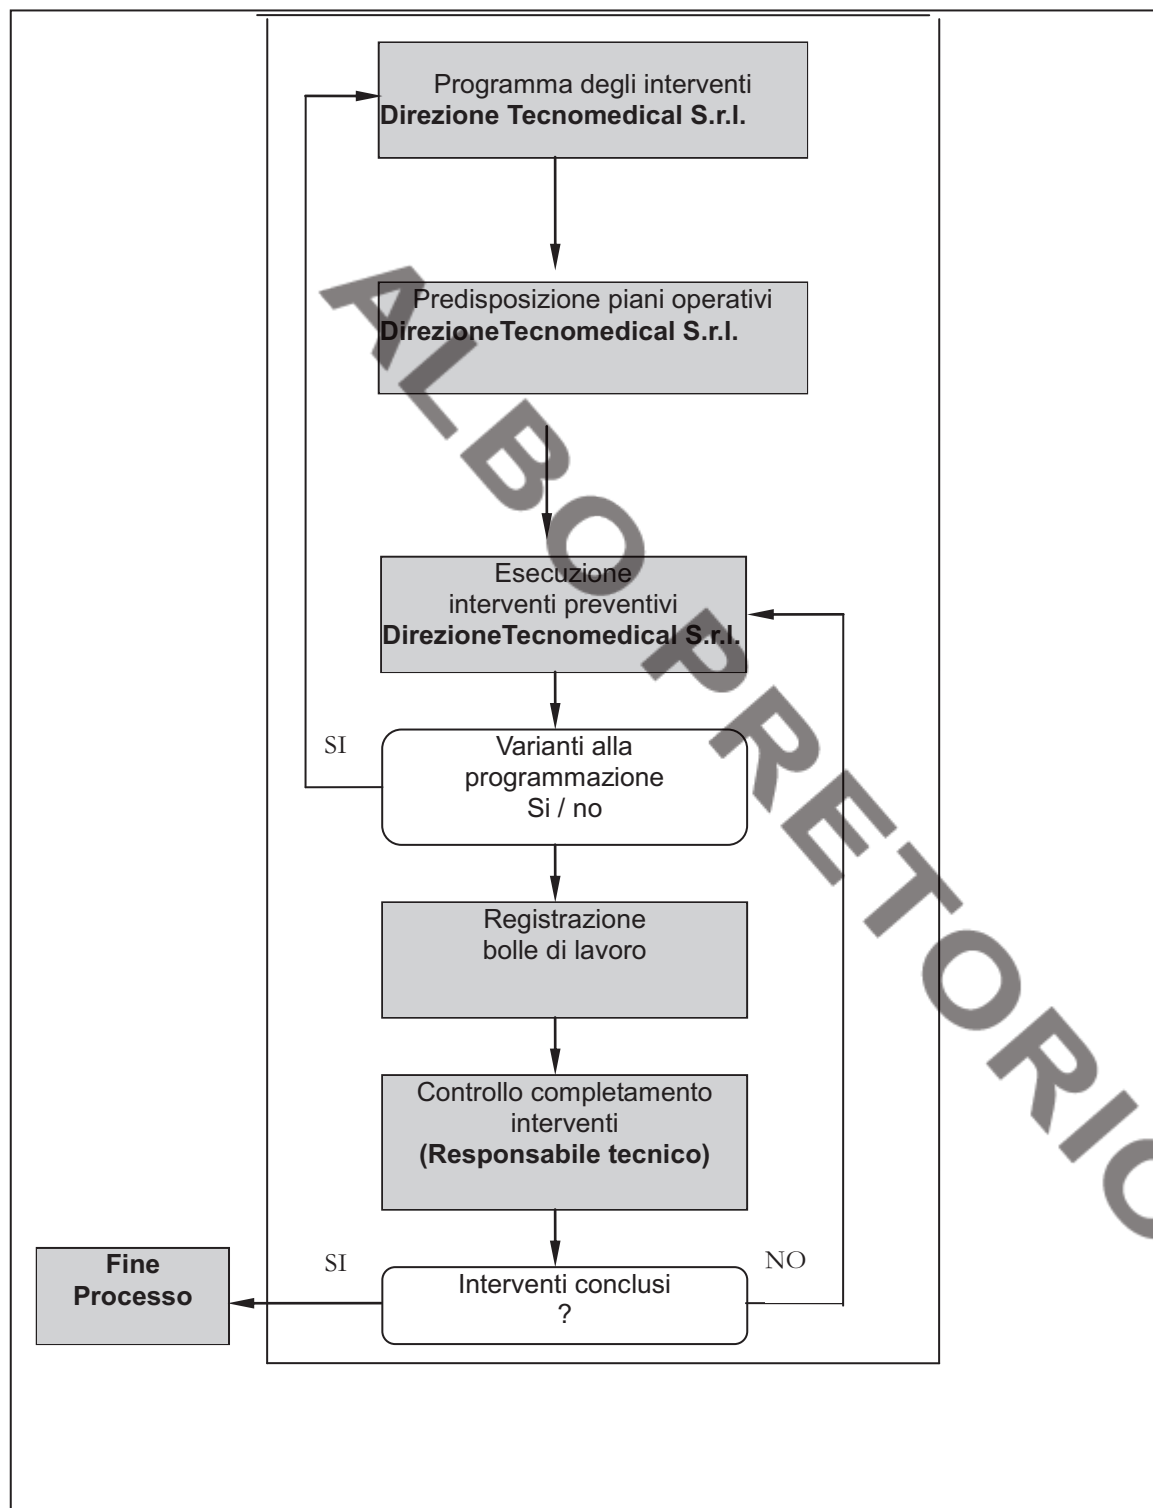 Programma degli interventi
Direzione Tecnomedical S.r.l.
Predisposizione piani operativi
DirezioneTecnomedical S.r.l.
Esecuzione
interventi preventivi
DirezioneTecnomedical S.r.l.
SI
Varianti alla
programmazione
Si / no
Registrazione
bolle di lavoro
Controllo completamento
interventi
(Responsabile tecnico)
Fine
Processo
SI
Interventi conclusi
?
NO
ALBO PRETORIO